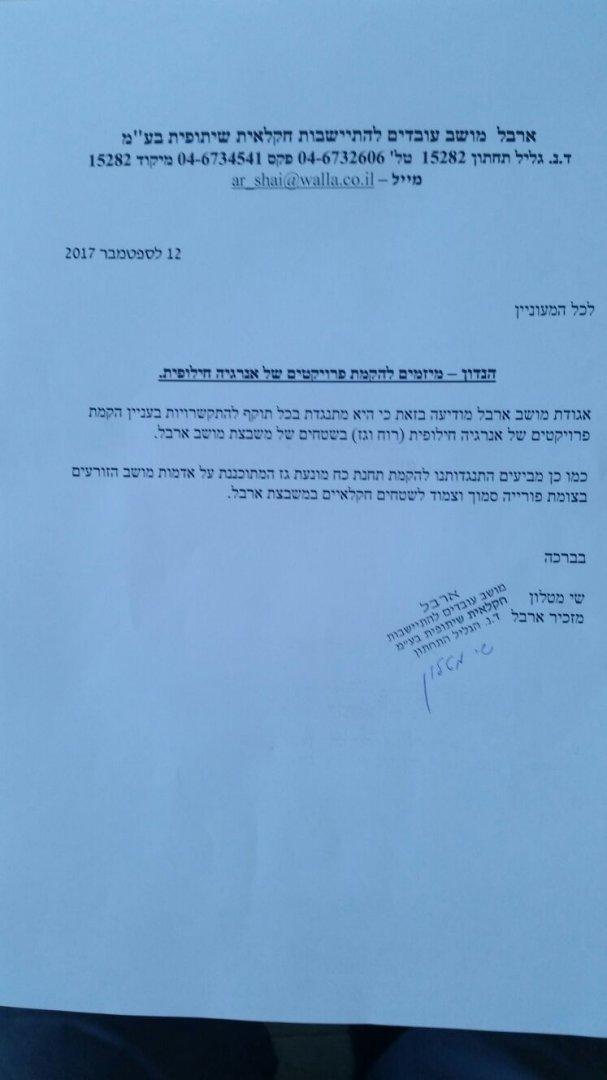 ארבל מושב עובדים להתיישבות חקלאית שיתופית בע"מ
ד.נ. גליל תחתון 15282 טל' 04-6732606 פקס 04-6734541 מיקוד 15282
מייל – ar_shai@walla.co.il
12 לספטמבר 2017
לכל המעוניין
הנדון – מיזמים להקמת פרויקטים של אנרגיה חילופית.
אגודת מושב ארבל מודיעה בזאת כי היא מתנגדת בכל תוקף להתקשרויות בעניין הקמת
פרויקטים של אנרגיה חילופית (רוח וגז) בשטחים של משבצת מושב ארבל.
כמו כן מביעים התנגדותנו להקמת תחנת כח מונעת גז המתוכננת על אדמות מושב הזורעים
בצומת פורייה סמוך וצמוד לשטחים חקלאיים במשבצת ארבל.
בברכה
שי מטלון
מזכיר ארבל
ארבל
מושב עובדים להתיישבות
חקלאית שיתופית בע"מ
ד.נ. הגליל התחתון
שי מטלון